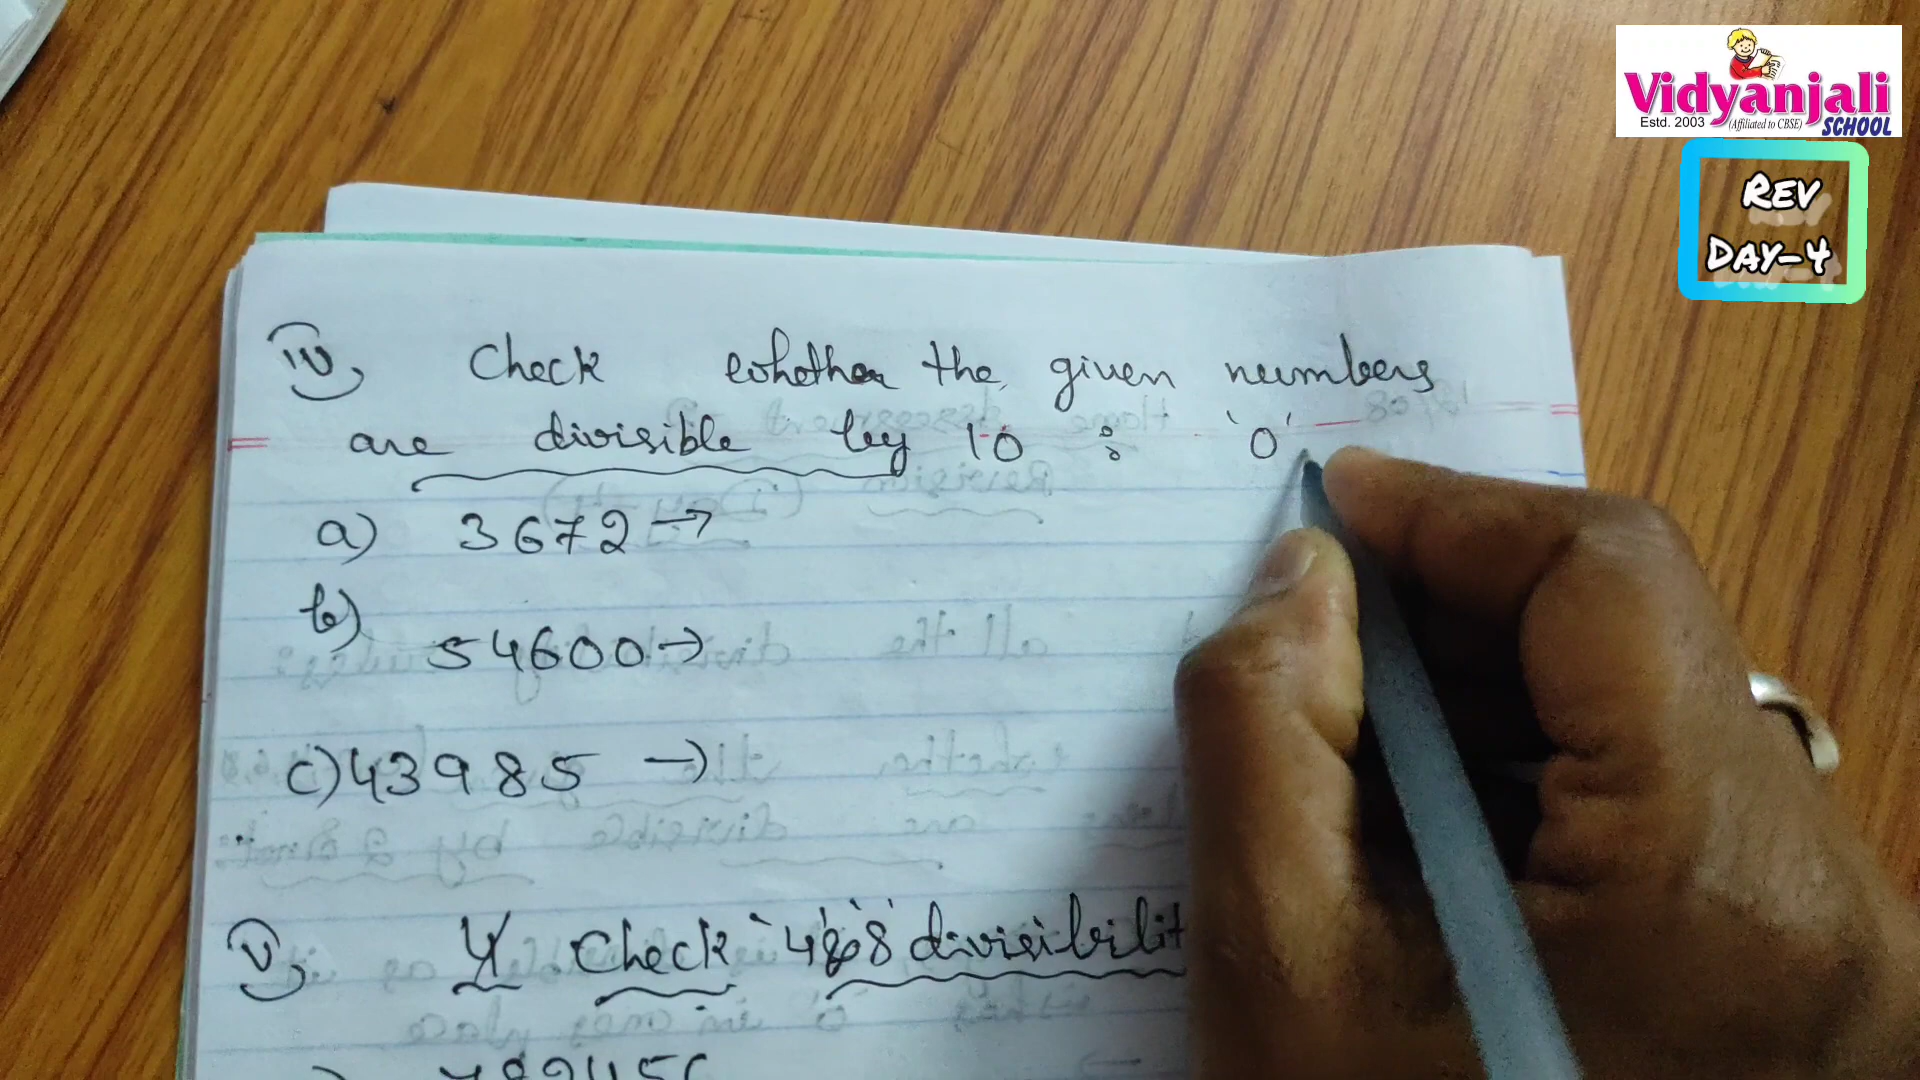 Vidyanjali
Estd. 2003 (Affiliated to CBSE) SCHOOL
REV
DAY-4
iv) Check whether the given numbers
are divisible by 10 : '0'
a) 3672 →
b)
54600 →
c) 43985 →
v) Check '4 & 8' divisibilit